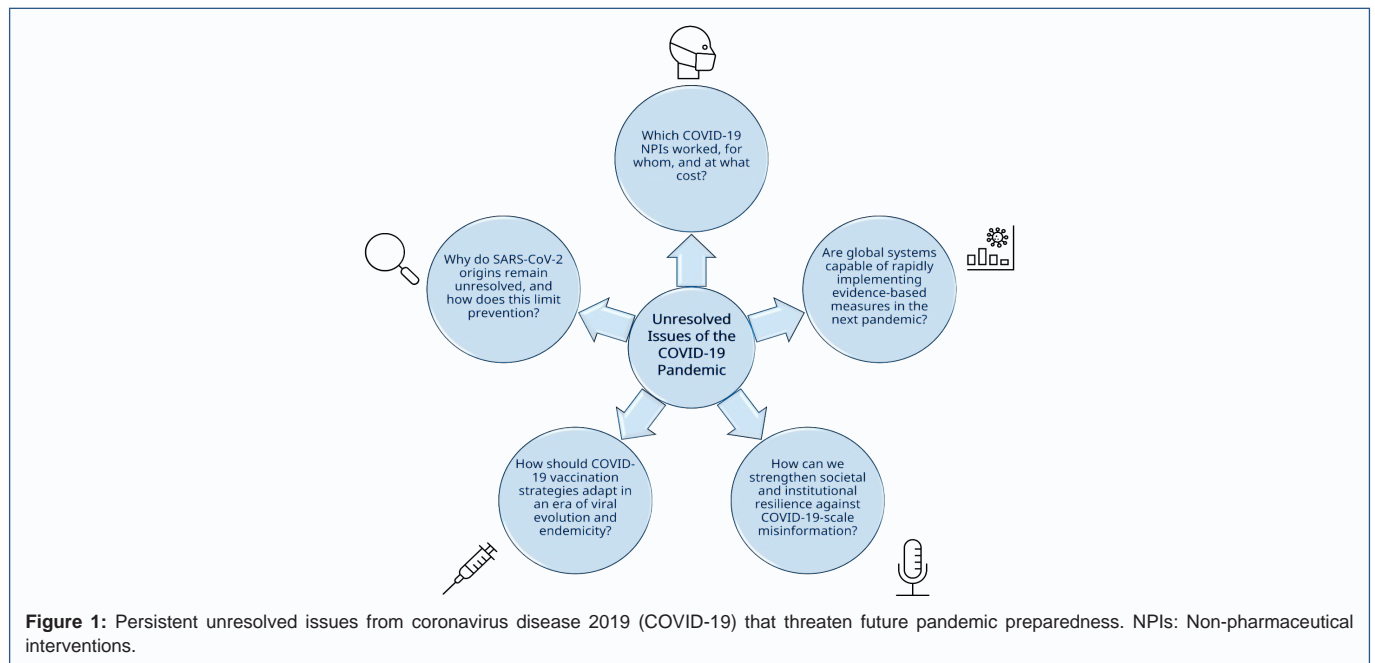 Which COVID-19
NPIs worked, for
whom, and at what
cost?
Why do SARS-CoV-2
origins remain
unresolved, and
how does this limit
prevention?
Are global systems
capable of rapidly
implementing
evidence-based
measures in the
next pandemic?
Unresolved
Issues of the
COVID-19
Pandemic
How should COVID-
19 vaccination
strategies adapt in
an era of viral
evolution and
endemicity?
How can we
strengthen societal
and institutional
resilience against
COVID-19-scale
misinformation?
Figure 1: Persistent unresolved issues from coronavirus disease 2019 (COVID-19) that threaten future pandemic preparedness. NPIs: Non-pharmaceutical
interventions.